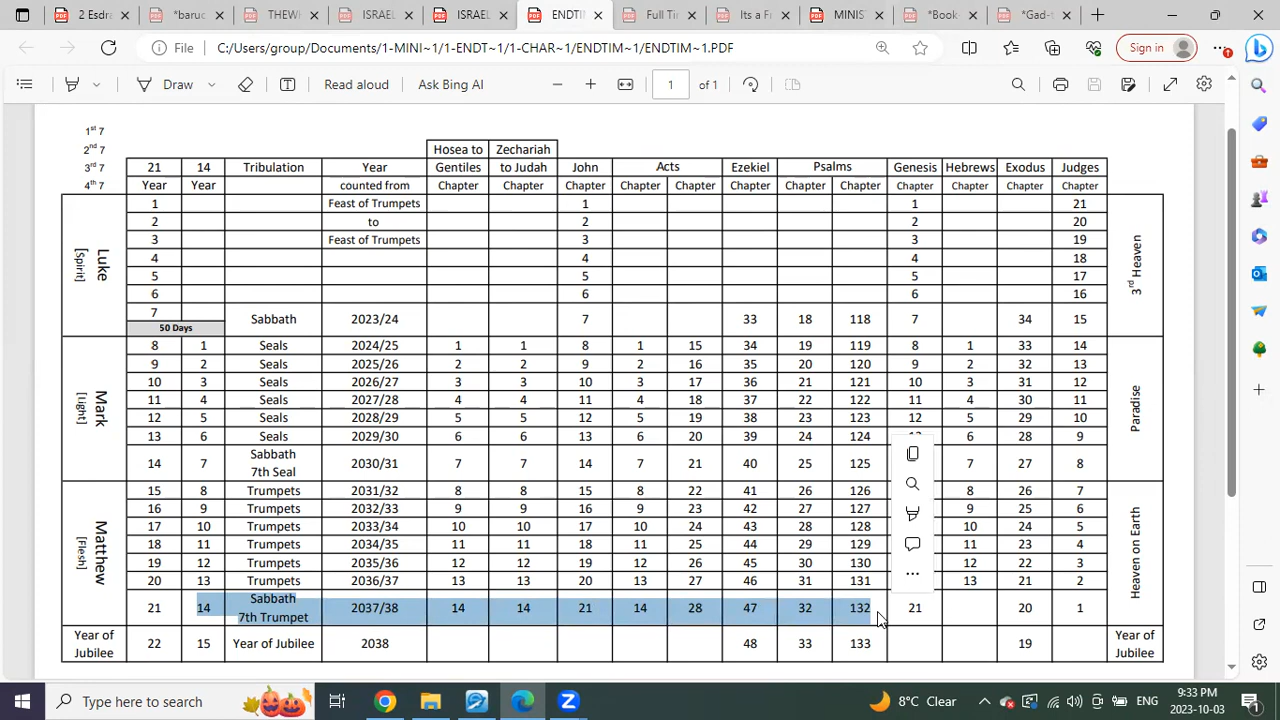 2 Esdra
*baruc
THEWH
ISRAEL
ISRAEL
ENDTIM
Full Tim
Its a Fr
MINIST
*Book-
*Gad-t
File C:/Users/group/Documents/1-MINI~1/1-ENDT~1/1-CHAR~1/ENDTIM~1/ENDTIM~1.PDF
Sign in
Draw Read aloud Ask Bing AI 1 of 1
1st 7
2nd 7 Hosea to Zechariah
3rd 7 21 14 Tribulation Year Gentiles to Judah John Acts Ezekiel Psalms Genesis Hebrews Exodus Judges
4th 7 Year Year counted from Chapter Chapter Chapter Chapter Chapter Chapter Chapter Chapter Chapter Chapter Chapter Chapter
Luke
[Spirit]
1 Feast of Trumpets 1 1 21
2 to 2 2 20
3 Feast of Trumpets 3 3 19
4 4 4 18
5 5 5 17
6 6 6 16
7 Sabbath 2023/24 7 33 18 118 7 34 15
50 Days
3rd Heaven
Mark
[Light]
8 1 Seals 2024/25 1 1 8 1 15 34 19 119 8 1 33 14
9 2 Seals 2025/26 2 2 9 2 16 35 20 120 9 2 32 13
10 3 Seals 2026/27 3 3 10 3 17 36 21 121 10 3 31 12
11 4 Seals 2027/28 4 4 11 4 18 37 22 122 11 4 30 11
12 5 Seals 2028/29 5 5 12 5 19 38 23 123 12 5 29 10
13 6 Seals 2029/30 6 6 13 6 20 39 24 124 6 28 9
Sabbath
14 7 7th Seal 2030/31 7 7 14 7 21 40 25 125 7 27 8
Paradise
Matthew
[Flesh]
15 8 Trumpets 2031/32 8 8 15 8 22 41 26 126 8 26 7
16 9 Trumpets 2032/33 9 9 16 9 23 42 27 127 9 25 6
17 10 Trumpets 2033/34 10 10 17 10 24 43 28 128 10 24 5
18 11 Trumpets 2034/35 11 11 18 11 25 44 29 129 11 23 4
19 12 Trumpets 2035/36 12 12 19 12 26 45 30 130 12 22 3
20 13 Trumpets 2036/37 13 13 20 13 27 46 31 131 13 21 2
Sabbath
21 14 7th Trumpet 2037/38 14 14 21 14 28 47 32 132 21 20 1
Heaven on Earth
Year of Jubilee 22 15 Year of Jubilee 2038 48 33 133 19 Year of Jubilee
Type here to search
8°C Clear
ENG
9:33 PM
2023-10-03
1